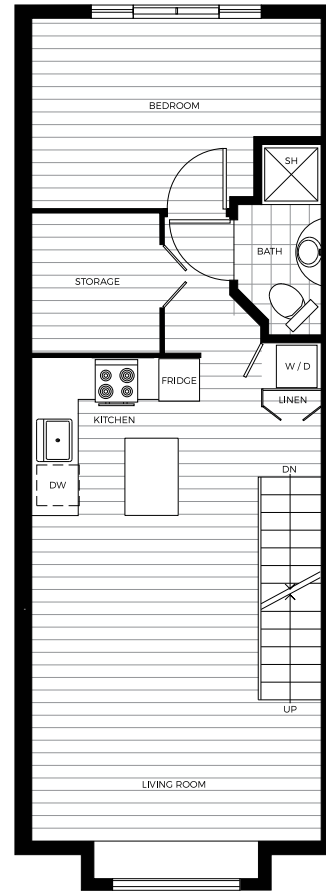 BEDROOM
SH
BATH
STORAGE
W / D
FRIDGE
LINEN
KITCHEN
DN
DW
UP
LIVING ROOM